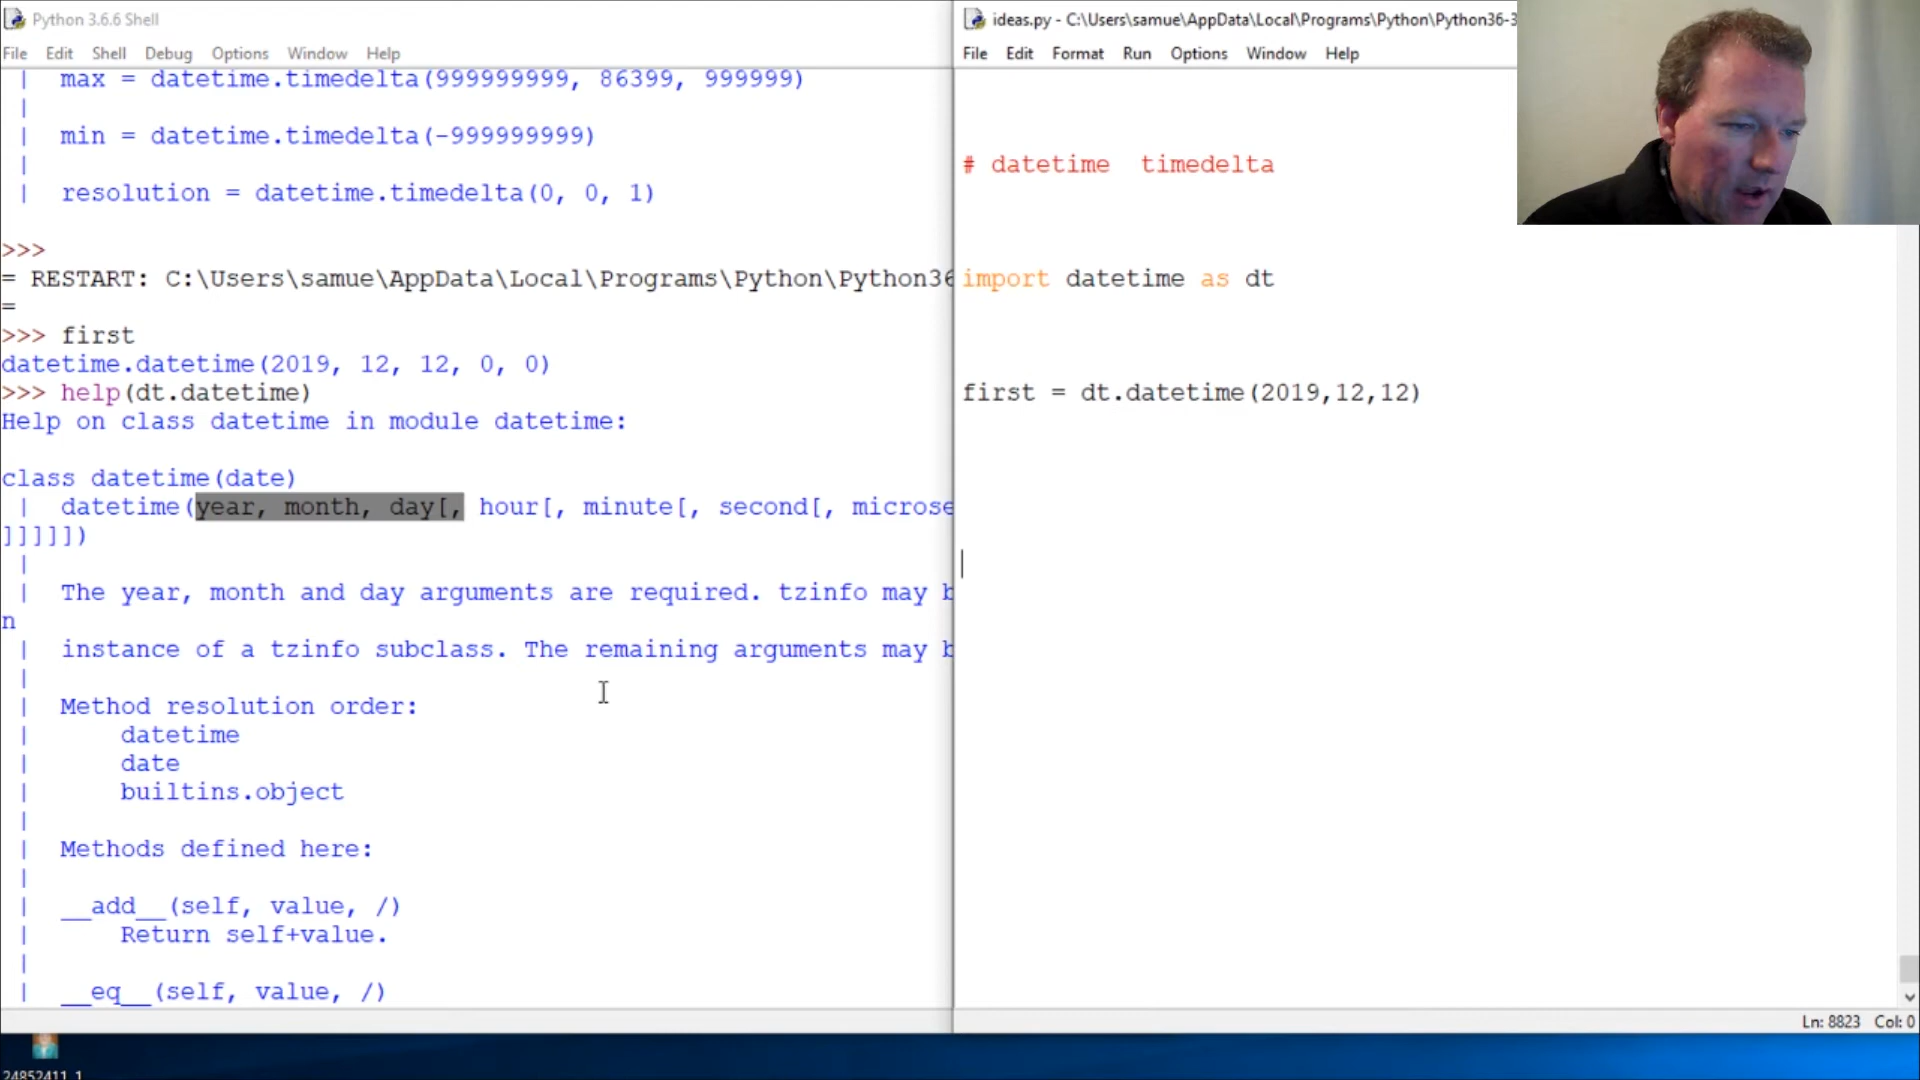 Python 3.6.6 Shell
File Edit Shell Debug Options Window Help
| max = datetime.timedelta(999999999, 86399, 999999)
|
| min = datetime.timedelta(-999999999)
|
| resolution = datetime.timedelta(0, 0, 1)
>>>
= RESTART: C:\Users\samue\AppData\Local\Programs\Python\Python36
=
>>> first
datetime.datetime(2019, 12, 12, 0, 0)
>>> help(dt.datetime)
Help on class datetime in module datetime:
class datetime(date)
| datetime(year, month, day[, hour[, minute[, second[, microse
]]]]])
|
| The year, month and day arguments are required. tzinfo may b
n
| instance of a tzinfo subclass. The remaining arguments may b
|
| Method resolution order:
| datetime
| date
| builtins.object
|
| Methods defined here:
|
| __add__(self, value, /)
| Return self+value.
|
| __eq__(self, value, /)
24852411_1
ideas.py - C:\Users\samue\AppData\Local\Programs\Python\Python36-3
File Edit Format Run Options Window Help
# datetime timedelta
import datetime as dt
first = dt.datetime(2019,12,12)
Ln: 8823 Col: 0